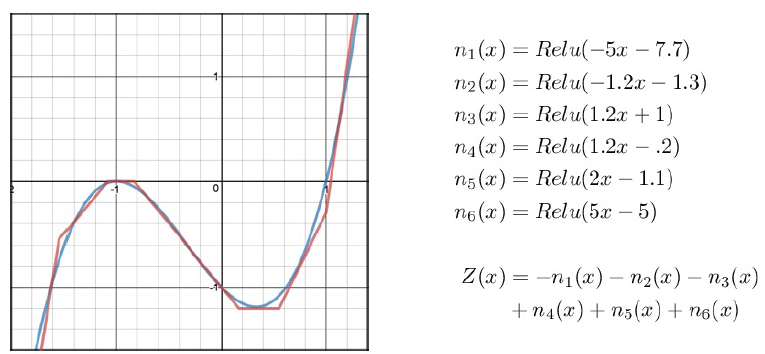 1
2
-1
0
1
-1
n₁(x) = Relu(−5x − 7.7)
n₂(x) = Relu(−1.2x − 1.3)
n₃(x) = Relu(1.2x + 1)
n₄(x) = Relu(1.2x − .2)
n₅(x) = Relu(2x − 1.1)
n₆(x) = Relu(5x − 5)
Z(x) = −n₁(x) − n₂(x) − n₃(x)
+ n₄(x) + n₅(x) + n₆(x)